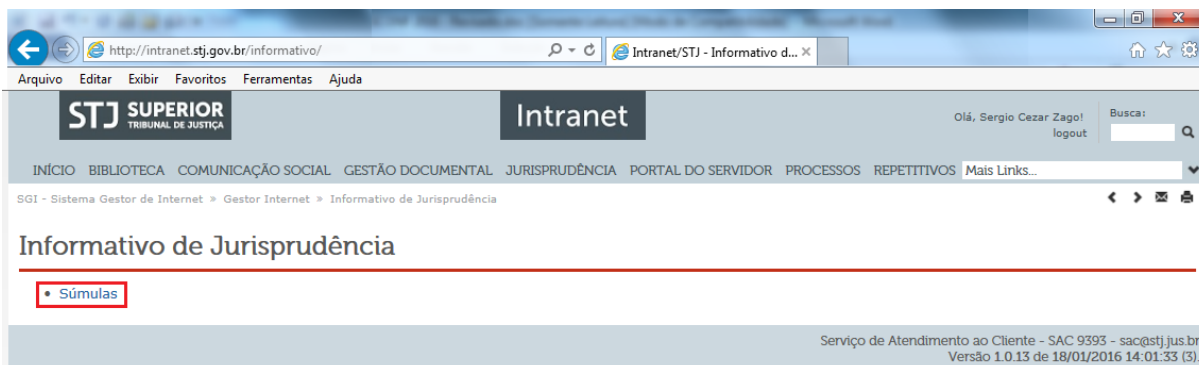 http://intranet.stj.gov.br/informativo/
Intranet/STJ - Informativo d...
Arquivo Editar Exibir Favoritos Ferramentas Ajuda
STJ SUPERIOR
TRIBUNAL DE JUSTIÇA
Intranet
Olá, Sergio Cezar Zago!
logout
Busca:
INÍCIO BIBLIOTECA COMUNICAÇÃO SOCIAL GESTÃO DOCUMENTAL JURISPRUDÊNCIA PORTAL DO SERVIDOR PROCESSOS REPETITIVOS Mais Links...
SGI - Sistema Gestor de Internet » Gestor Internet » Informativo de Jurisprudência
Informativo de Jurisprudência
• Súmulas
Serviço de Atendimento ao Cliente - SAC 9393 - sac@stj.jus.br
Versão 1.0.13 de 18/01/2016 14:01:33 (3).